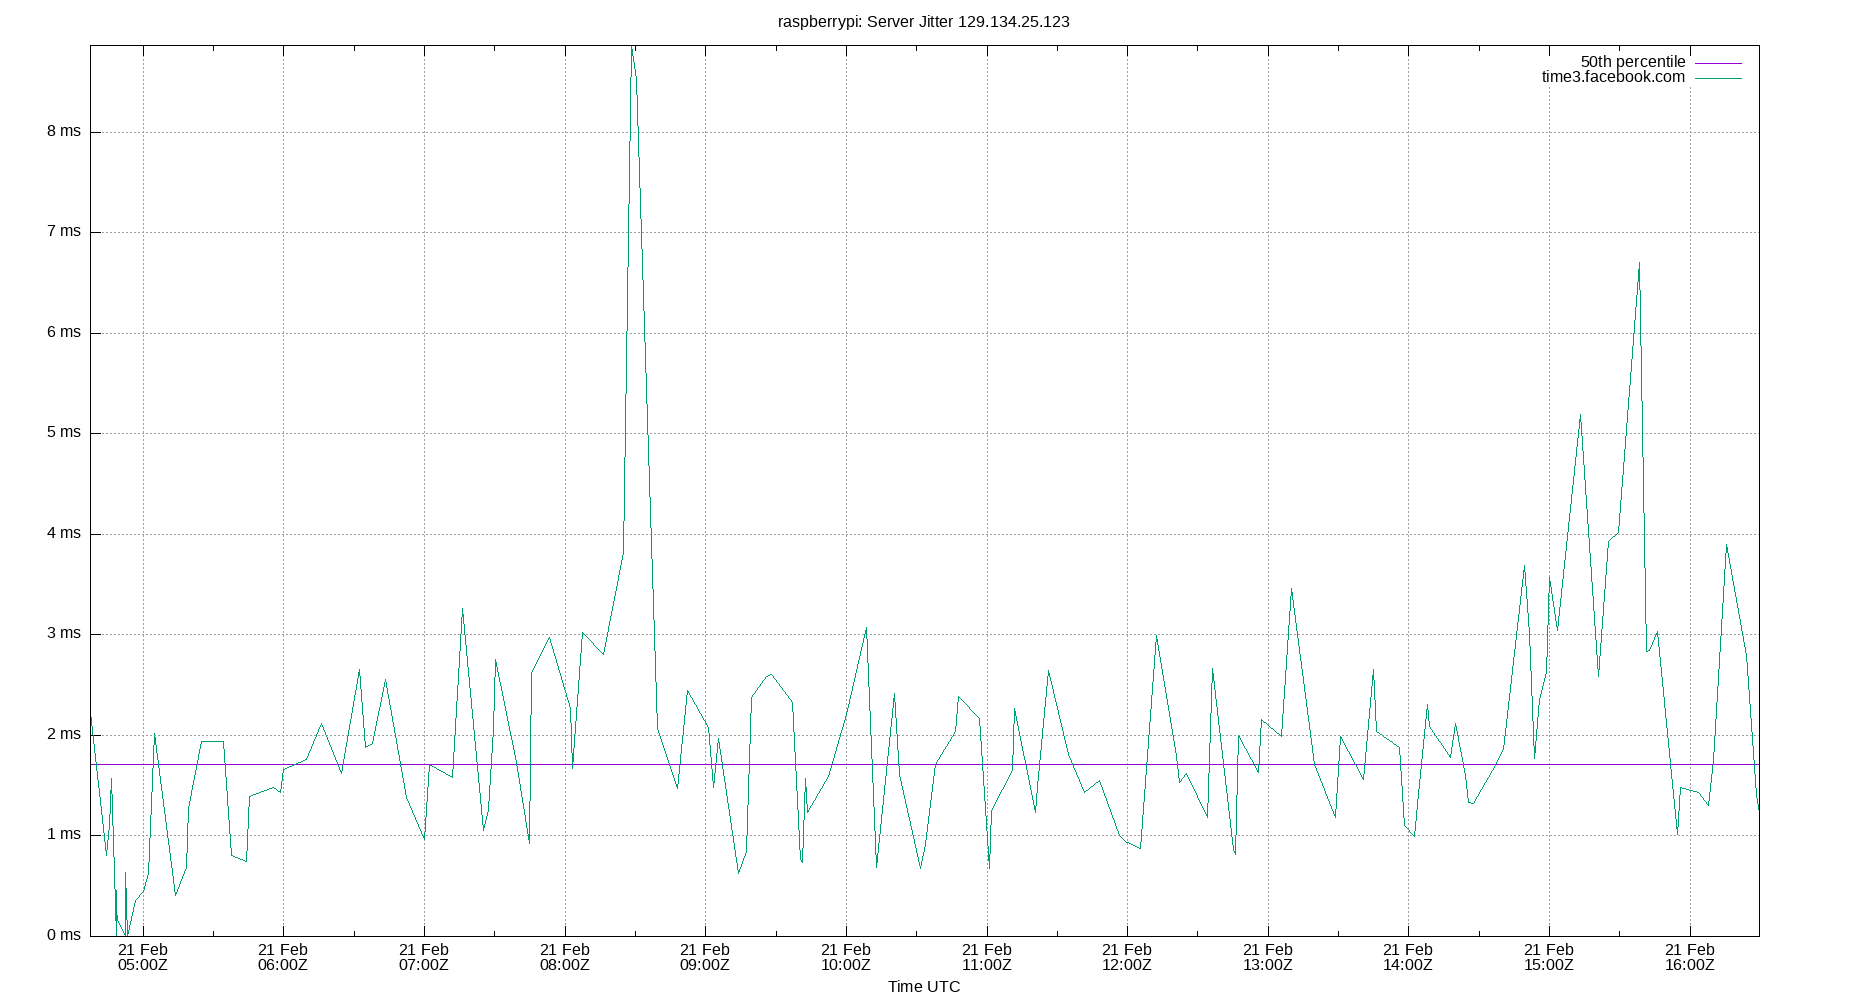 raspberrypi: Server Jitter 129.134.25.123
50th percentile
time3.facebook.com
8 ms
7 ms
6 ms
5 ms
4 ms
3 ms
2 ms
1 ms
0 ms
21 Feb 21 Feb 21 Feb 21 Feb 21 Feb 21 Feb 21 Feb 21 Feb 21 Feb 21 Feb 21 Feb 21 Feb
05:00Z 06:00Z 07:00Z 08:00Z 09:00Z 10:00Z 11:00Z 12:00Z 13:00Z 14:00Z 15:00Z 16:00Z
Time UTC